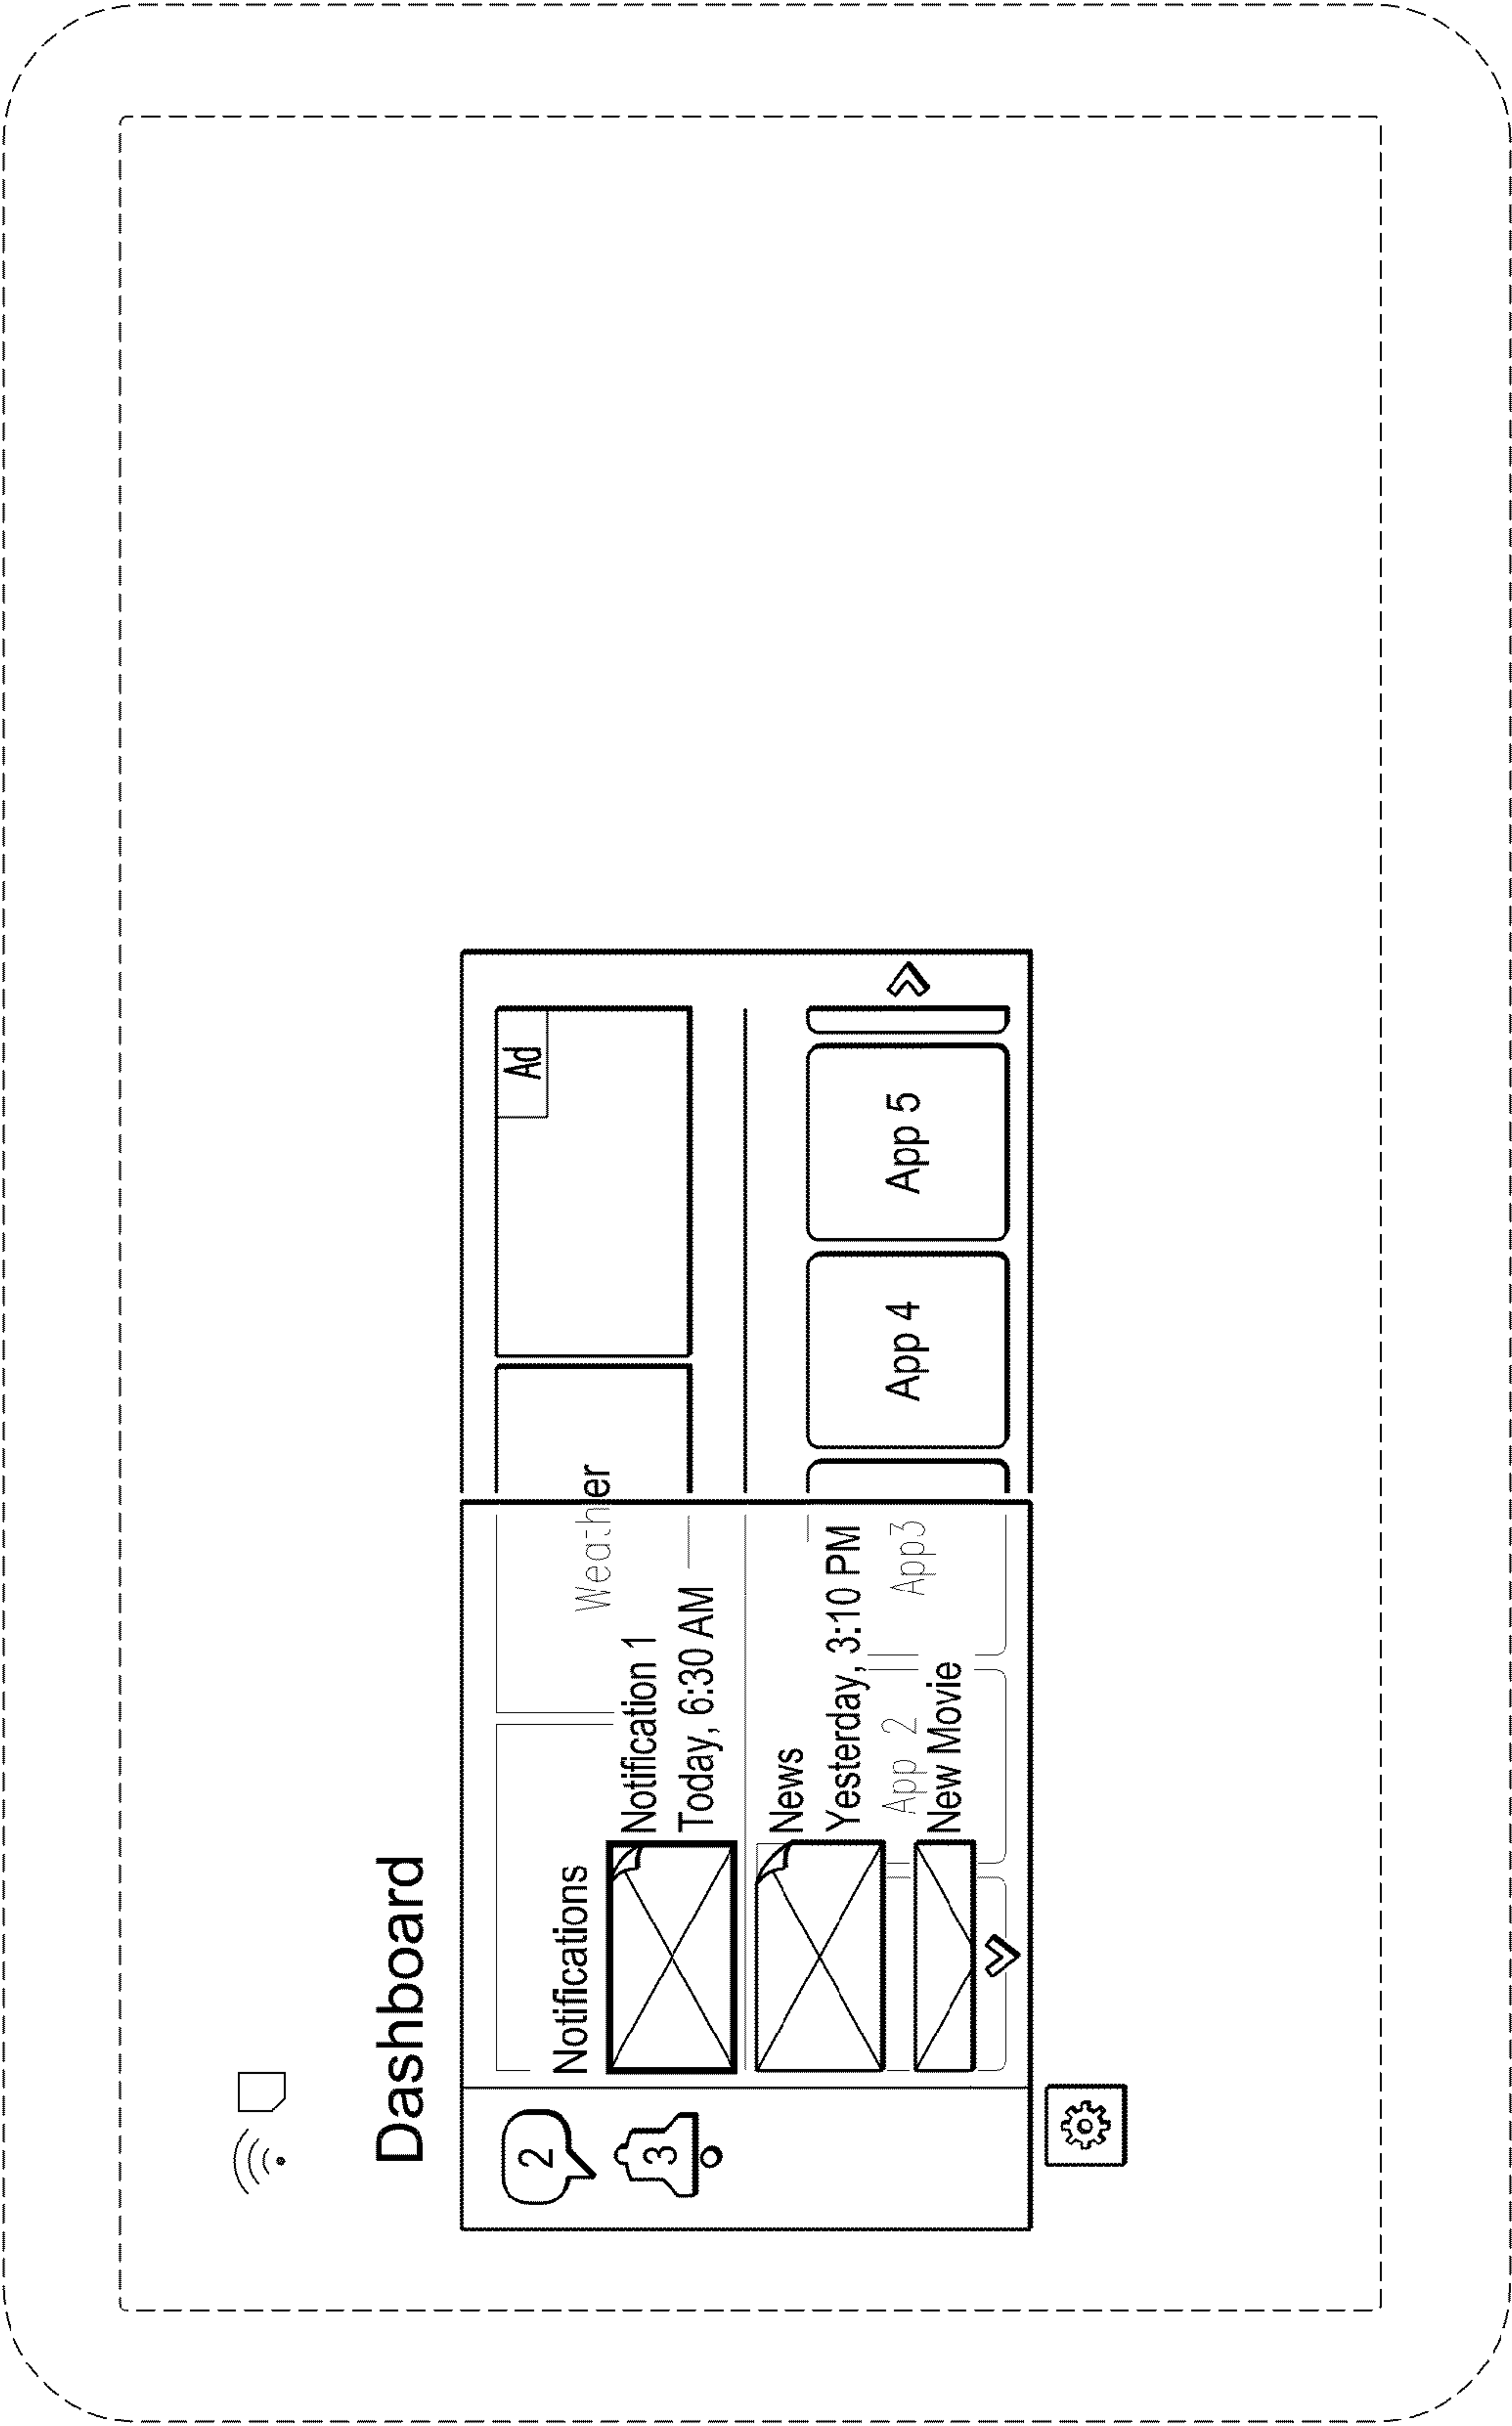 Dashboard
2
3
Notifications
Notification 1
Today, 6:30 AM
News
Yesterday, 3:10 PM
New Movie
Weather
Ad
App 2
App3
App 4
App 5